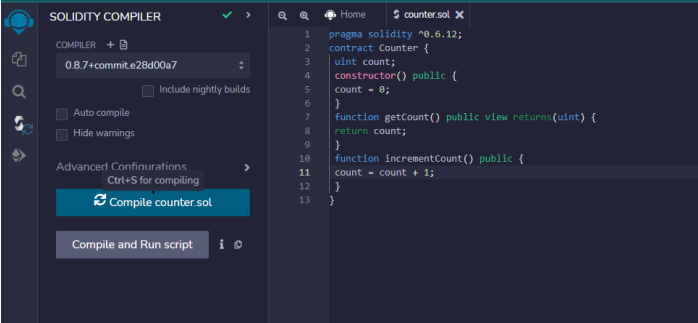 SOLIDITY COMPILER
COMPILER
0.8.7+commit.e28d00a7
Include nightly builds
Auto compile
Hide warnings
Advanced Configurations
Ctrl+S for compiling
Compile counter.sol
Compile and Run script
i
Home
S counter.sol
1 pragma solidity ^0.6.12;
2 contract Counter {
3 uint count;
4 constructor() public {
5 count = 0;
6 }
7 function getCount() public view returns(uint) {
8 return count;
9 }
10 function incrementCount() public {
11 count = count + 1;
12 }
13 }